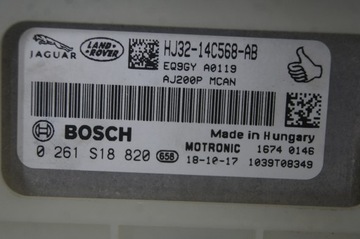 JAGUAR
LAND-
ROVER
HJ32-14C568-AB
EQ9GY A0119
AJ200P MCAN
BOSCH
Made in Hungary
0 261 S18 820 658
MOTRONIC 1674 0146
18-10-17 1039T08349